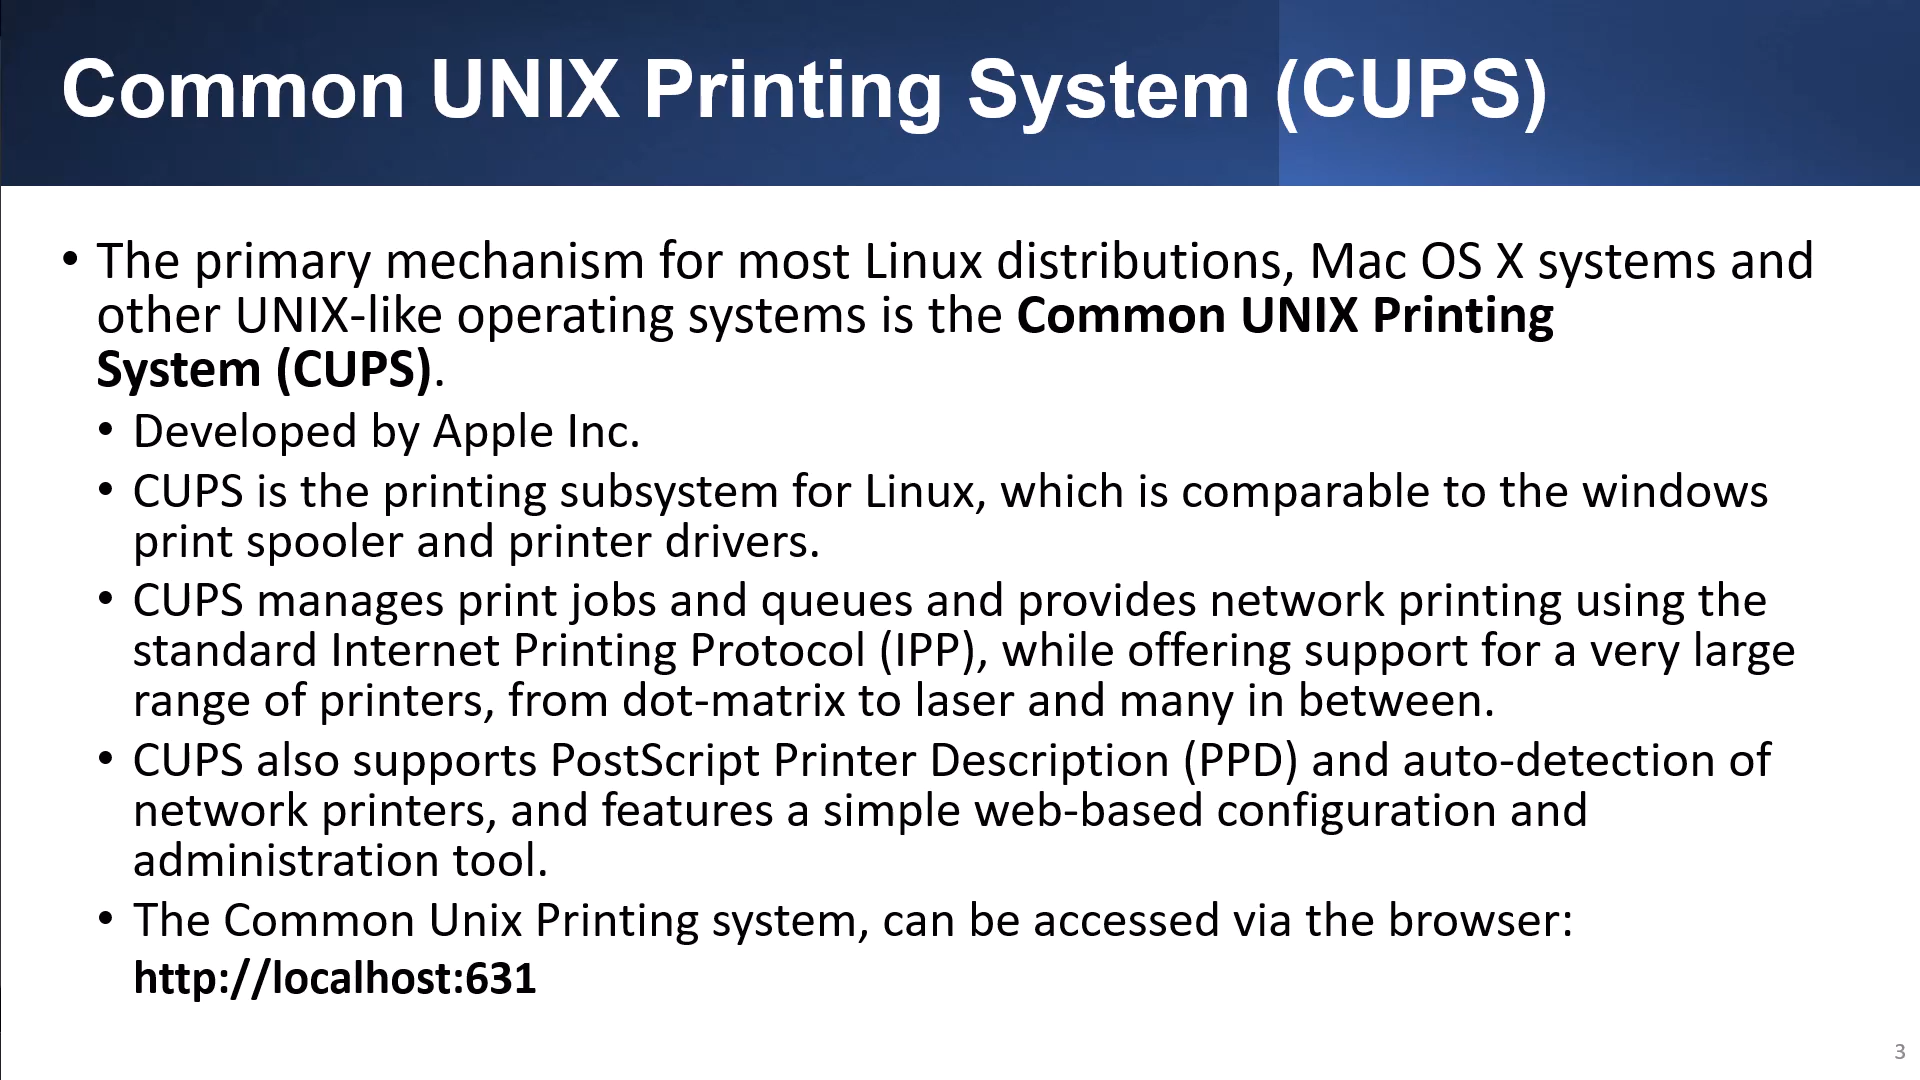 Common UNIX Printing System (CUPS)
• The primary mechanism for most Linux distributions, Mac OS X systems and
other UNIX-like operating systems is the Common UNIX Printing
System (CUPS).
• Developed by Apple Inc.
• CUPS is the printing subsystem for Linux, which is comparable to the windows
print spooler and printer drivers.
• CUPS manages print jobs and queues and provides network printing using the
standard Internet Printing Protocol (IPP), while offering support for a very large
range of printers, from dot-matrix to laser and many in between.
• CUPS also supports PostScript Printer Description (PPD) and auto-detection of
network printers, and features a simple web-based configuration and
administration tool.
• The Common Unix Printing system, can be accessed via the browser:
http://localhost:631
3